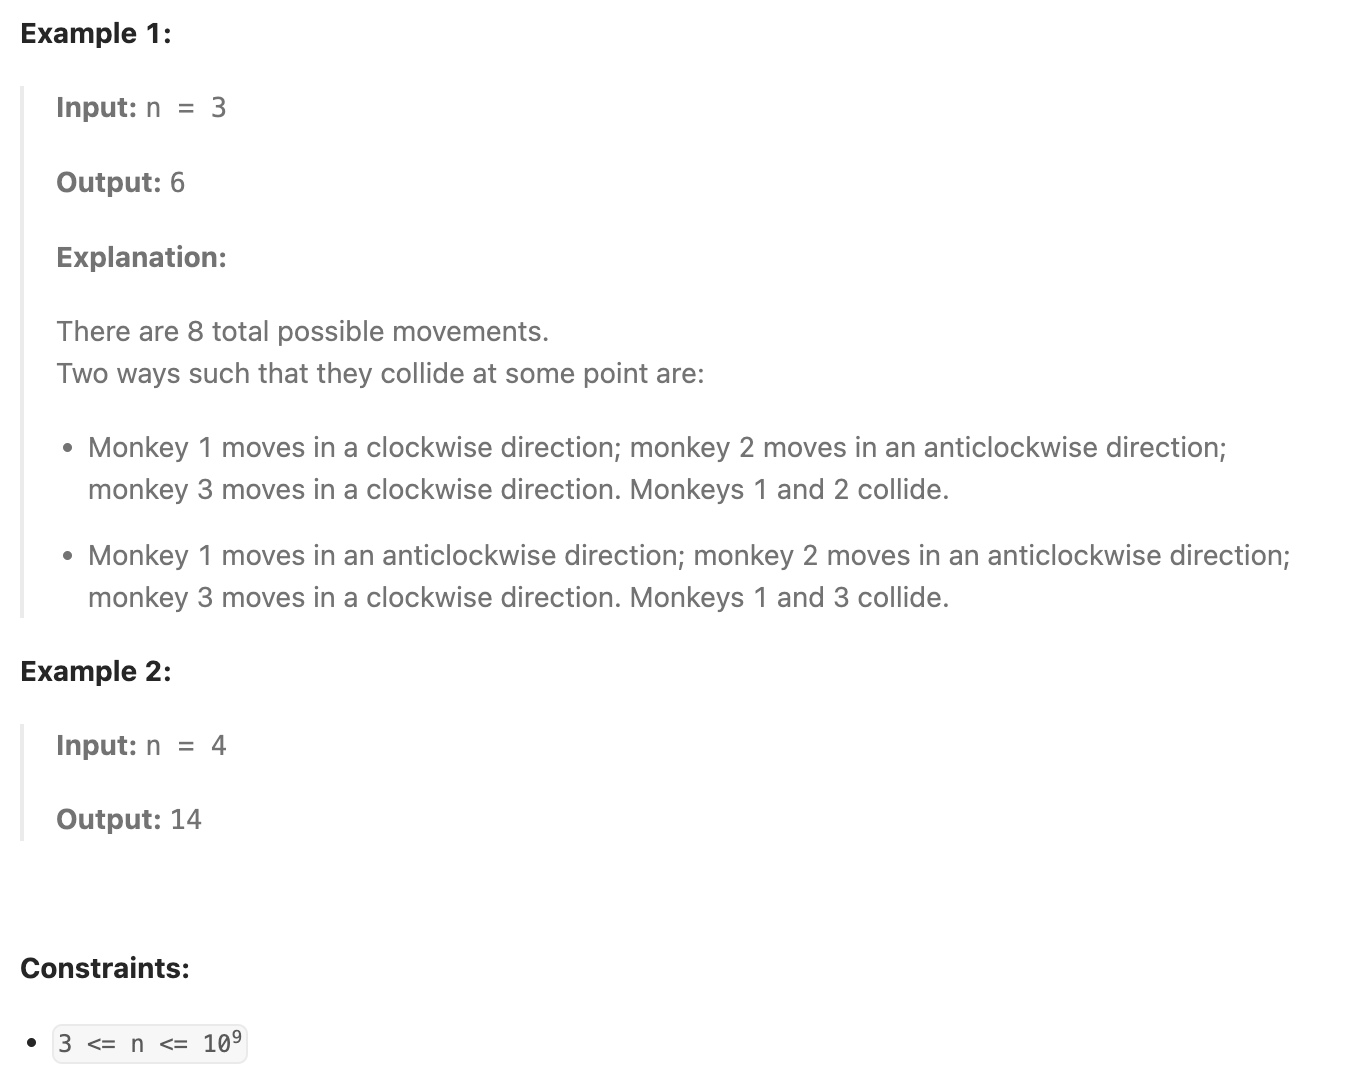 Example 1:
Input: n = 3
Output: 6
Explanation:
There are 8 total possible movements.
Two ways such that they collide at some point are:
• Monkey 1 moves in a clockwise direction; monkey 2 moves in an anticlockwise direction;
monkey 3 moves in a clockwise direction. Monkeys 1 and 2 collide.
• Monkey 1 moves in an anticlockwise direction; monkey 2 moves in an anticlockwise direction;
monkey 3 moves in a clockwise direction. Monkeys 1 and 3 collide.
Example 2:
Input: n = 4
Output: 14
Constraints:
• 3 <= n <= 10⁹